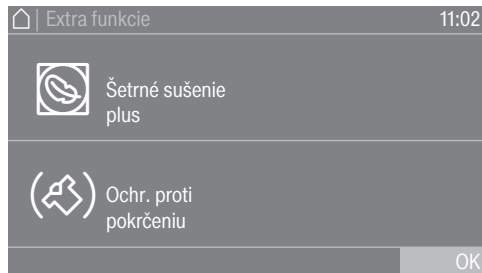 | Extra funkcie 11:02
Šetrné sušenie
plus
Ochr. proti
pokrčeniu
OK